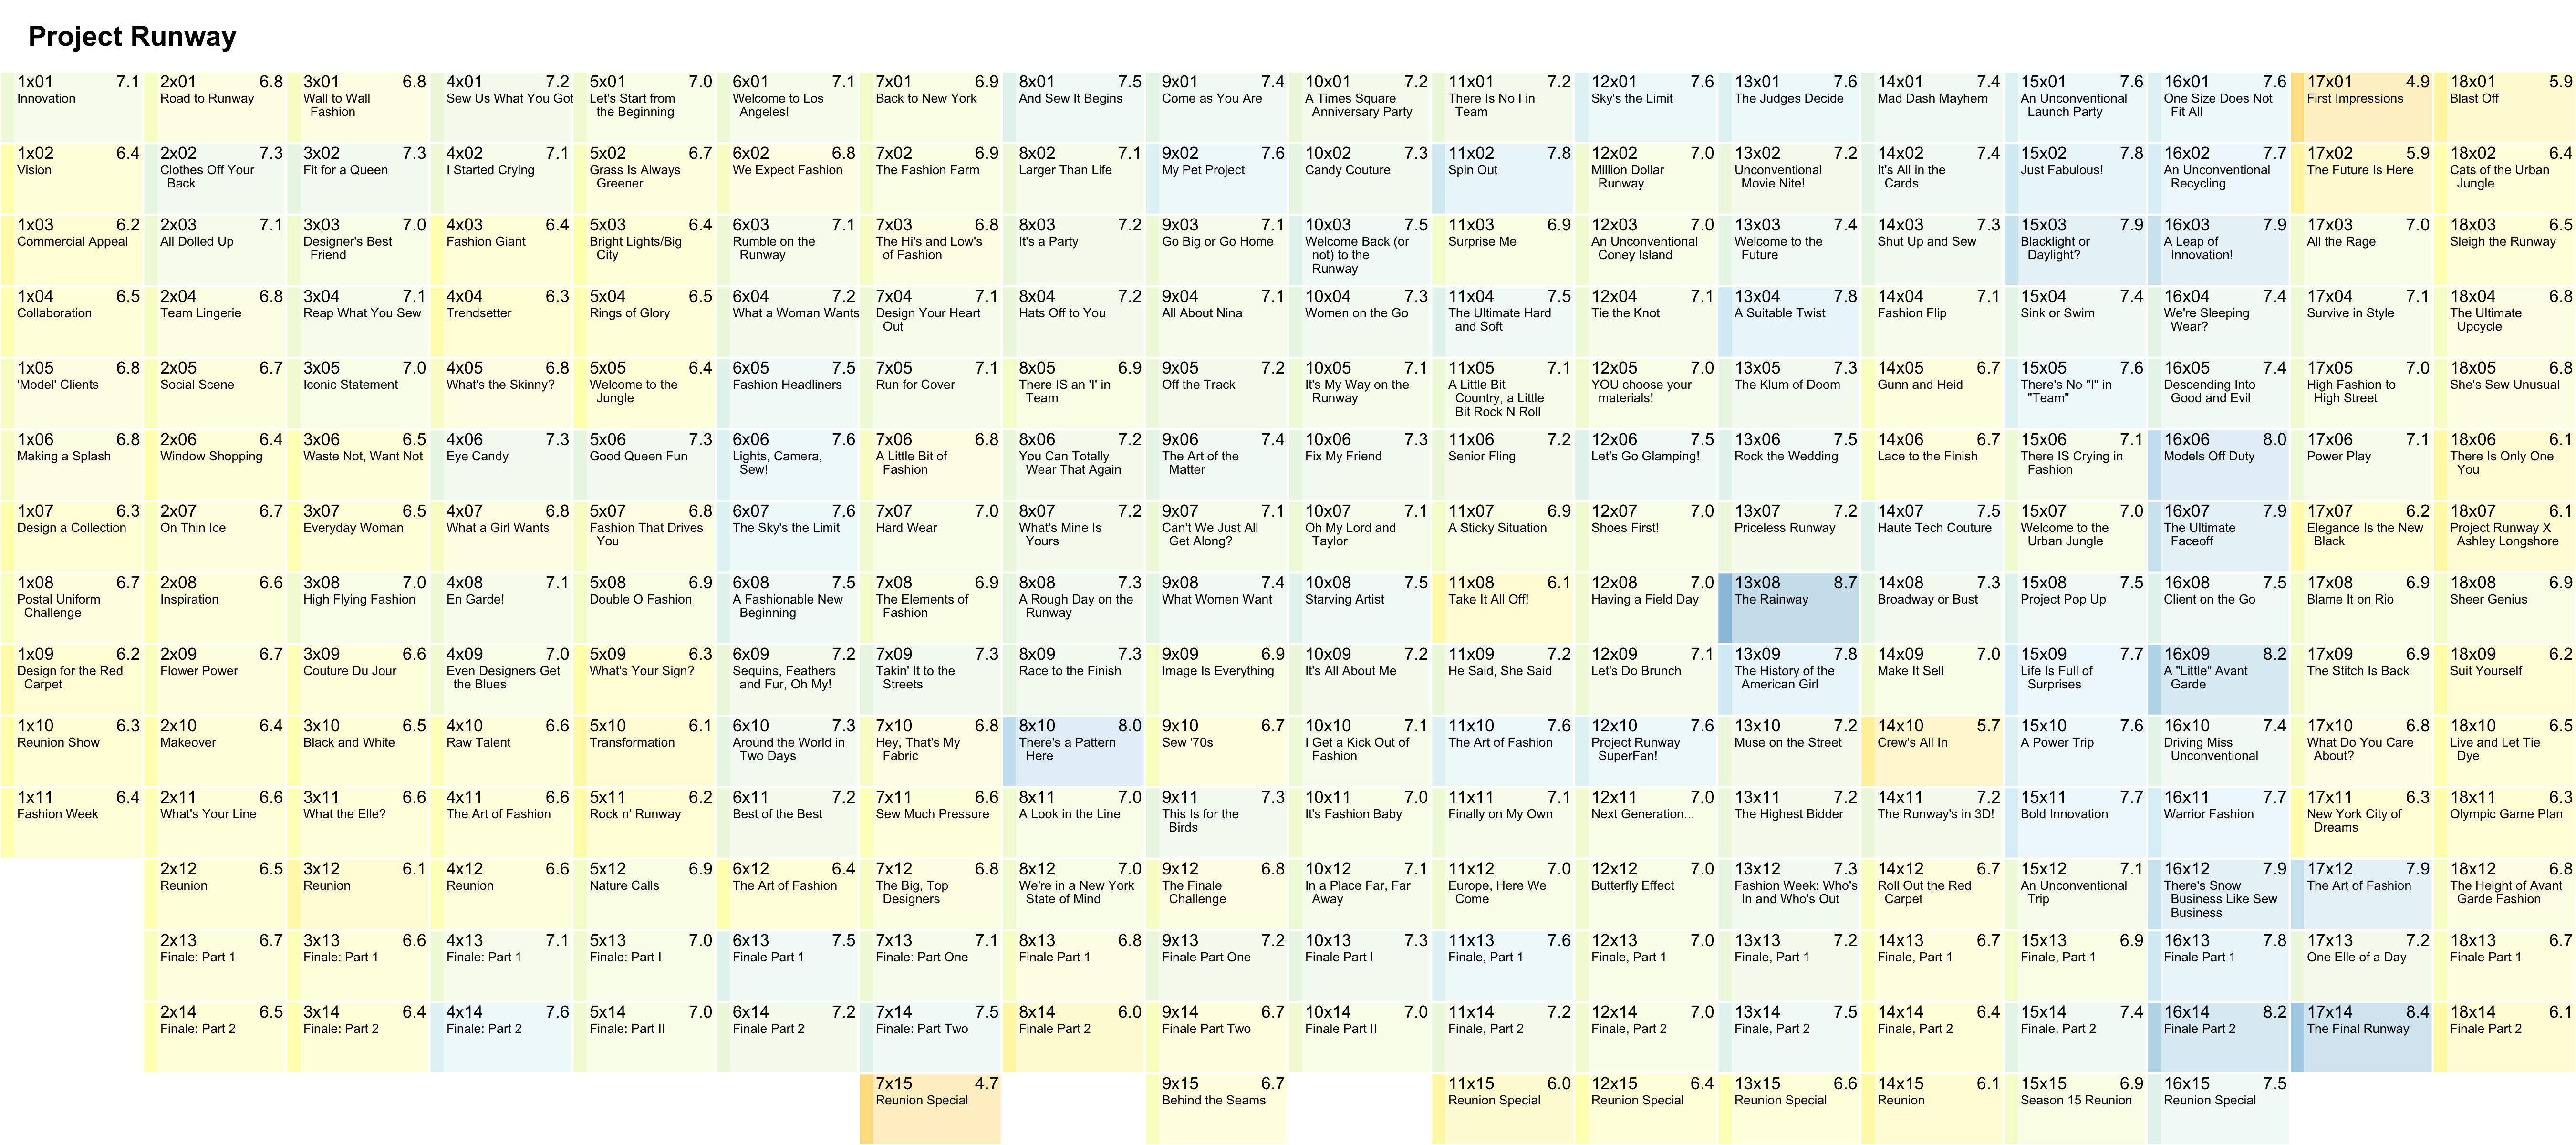 Project Runway
1x01 7.1
Innovation
2x01 6.8
Road to Runway
3x01 6.8
Wall to Wall
Fashion
4x01 7.2
Sew Us What You Got
5x01 7.0
Let's Start from
the Beginning
6x01 7.1
Welcome to Los
Angeles!
7x01 6.9
Back to New York
8x01 7.5
And Sew It Begins
9x01 7.4
Come as You Are
10x01 7.2
A Times Square
Anniversary Party
11x01 7.2
There Is No I in
Team
12x01 7.6
Sky's the Limit
13x01 7.6
The Judges Decide
14x01 7.4
Mad Dash Mayhem
15x01 7.6
An Unconventional
Launch Party
16x01 7.6
One Size Does Not
Fit All
17x01 4.9
First Impressions
18x01 5.9
Blast Off
1x02 6.4
Vision
2x02 7.3
Clothes Off Your
Back
3x02 7.3
Fit for a Queen
4x02 7.1
I Started Crying
5x02 6.7
Grass Is Always
Greener
6x02 6.8
We Expect Fashion
7x02 6.9
The Fashion Farm
8x02 7.1
Larger Than Life
9x02 7.6
My Pet Project
10x02 7.3
Candy Couture
11x02 7.8
Spin Out
12x02 7.0
Million Dollar
Runway
13x02 7.2
Unconventional
Movie Nite!
14x02 7.4
It's All in the
Cards
15x02 7.8
Just Fabulous!
16x02 7.7
An Unconventional
Recycling
17x02 5.9
The Future Is Here
18x02 6.4
Cats of the Urban
Jungle
1x03 6.2
Commercial Appeal
2x03 7.1
All Dolled Up
3x03 7.0
Designer's Best
Friend
4x03 6.4
Fashion Giant
5x03 6.4
Bright Lights/Big
City
6x03 7.1
Rumble on the
Runway
7x03 6.8
The Hi's and Low's
of Fashion
8x03 7.2
It's a Party
9x03 7.1
Go Big or Go Home
10x03 7.5
Welcome Back (or
not) to the
Runway
11x03 6.9
Surprise Me
12x03 7.0
An Unconventional
Coney Island
13x03 7.4
Welcome to the
Future
14x03 7.3
Shut Up and Sew
15x03 7.9
Blacklight or
Daylight?
16x03 7.9
A Leap of
Innovation!
17x03 7.0
All the Rage
18x03 6.5
Sleigh the Runway
1x04 6.5
Collaboration
2x04 6.8
Team Lingerie
3x04 7.1
Reap What You Sew
4x04 6.3
Trendsetter
5x04 6.5
Rings of Glory
6x04 7.2
What a Woman Wants
7x04 7.1
Design Your Heart
Out
8x04 7.2
Hats Off to You
9x04 7.1
All About Nina
10x04 7.3
Women on the Go
11x04 7.5
The Ultimate Hard
and Soft
12x04 7.1
Tie the Knot
13x04 7.8
A Suitable Twist
14x04 7.1
Fashion Flip
15x04 7.4
Sink or Swim
16x04 7.4
We're Sleeping
Wear?
17x04 7.1
Survive in Style
18x04 6.8
The Ultimate
Upcycle
1x05 6.8
'Model' Clients
2x05 6.7
Social Scene
3x05 7.0
Iconic Statement
4x05 6.8
What's the Skinny?
5x05 6.4
Welcome to the
Jungle
6x05 7.5
Fashion Headliners
7x05 7.1
Run for Cover
8x05 6.9
There IS an 'I' in
Team
9x05 7.2
Off the Track
10x05 7.1
It's My Way on the
Runway
11x05 7.1
A Little Bit
Country, a Little
Bit Rock N Roll
12x05 7.0
YOU choose your
materials!
13x05 7.3
The Klum of Doom
14x05 6.7
Gunn and Heid
15x05 7.6
There's No "I" in
"Team"
16x05 7.4
Descending Into
Good and Evil
17x05 7.0
High Fashion to
High Street
18x05 6.8
She's Sew Unusual
1x06 6.8
Making a Splash
2x06 6.4
Window Shopping
3x06 6.5
Waste Not, Want Not
4x06 7.3
Eye Candy
5x06 7.3
Good Queen Fun
6x06 7.6
Lights, Camera,
Sew!
7x06 6.8
A Little Bit of
Fashion
8x06 7.2
You Can Totally
Wear That Again
9x06 7.4
The Art of the
Matter
10x06 7.3
Fix My Friend
11x06 7.2
Senior Fling
12x06 7.5
Let's Go Glamping!
13x06 7.5
Rock the Wedding
14x06 6.7
Lace to the Finish
15x06 7.1
There IS Crying in
Fashion
16x06 8.0
Models Off Duty
17x06 7.1
Power Play
18x06 6.1
There Is Only One
You
1x07 6.3
Design a Collection
2x07 6.7
On Thin Ice
3x07 6.5
Everyday Woman
4x07 6.8
What a Girl Wants
5x07 6.8
Fashion That Drives
You
6x07 7.6
The Sky's the Limit
7x07 7.0
Hard Wear
8x07 7.2
What's Mine Is
Yours
9x07 7.1
Can't We Just All
Get Along?
10x07 7.1
Oh My Lord and
Taylor
11x07 6.9
A Sticky Situation
12x07 7.0
Shoes First!
13x07 7.2
Priceless Runway
14x07 7.5
Haute Tech Couture
15x07 7.0
Welcome to the
Urban Jungle
16x07 7.9
The Ultimate
Faceoff
17x07 6.2
Elegance Is the New
Black
18x07 6.1
Project Runway X
Ashley Longshore
1x08 6.7
Postal Uniform
Challenge
2x08 6.6
Inspiration
3x08 7.0
High Flying Fashion
4x08 7.1
En Garde!
5x08 6.9
Double O Fashion
6x08 7.5
A Fashionable New
Beginning
7x08 6.9
The Elements of
Fashion
8x08 7.3
A Rough Day on the
Runway
9x08 7.4
What Women Want
10x08 7.5
Starving Artist
11x08 6.1
Take It All Off!
12x08 7.0
Having a Field Day
13x08 8.7
The Rainway
14x08 7.3
Broadway or Bust
15x08 7.5
Project Pop Up
16x08 7.5
Client on the Go
17x08 6.9
Blame It on Rio
18x08 6.9
Sheer Genius
1x09 6.2
Design for the Red
Carpet
2x09 6.7
Flower Power
3x09 6.6
Couture Du Jour
4x09 7.0
Even Designers Get
the Blues
5x09 6.3
What's Your Sign?
6x09 7.2
Sequins, Feathers
and Fur, Oh My!
7x09 7.3
Takin' It to the
Streets
8x09 7.3
Race to the Finish
9x09 6.9
Image Is Everything
10x09 7.2
It's All About Me
11x09 7.2
He Said, She Said
12x09 7.1
Let's Do Brunch
13x09 7.8
The History of the
American Girl
14x09 7.0
Make It Sell
15x09 7.7
Life Is Full of
Surprises
16x09 8.2
A "Little" Avant
Garde
17x09 6.9
The Stitch Is Back
18x09 6.2
Suit Yourself
1x10 6.3
Reunion Show
2x10 6.4
Makeover
3x10 6.5
Black and White
4x10 6.6
Raw Talent
5x10 6.1
Transformation
6x10 7.3
Around the World in
Two Days
7x10 6.8
Hey, That's My
Fabric
8x10 8.0
There's a Pattern
Here
9x10 6.7
Sew '70s
10x10 7.1
I Get a Kick Out of
Fashion
11x10 7.6
The Art of Fashion
12x10 7.6
Project Runway
SuperFan!
13x10 7.2
Muse on the Street
14x10 5.7
Crew's All In
15x10 7.6
A Power Trip
16x10 7.4
Driving Miss
Unconventional
17x10 6.8
What Do You Care
About?
18x10 6.5
Live and Let Tie
Dye
1x11 6.4
Fashion Week
2x11 6.6
What's Your Line
3x11 6.6
What the Elle?
4x11 6.6
The Art of Fashion
5x11 6.2
Rock n' Runway
6x11 7.2
Best of the Best
7x11 6.6
Sew Much Pressure
8x11 7.0
A Look in the Line
9x11 7.3
This Is for the
Birds
10x11 7.0
It's Fashion Baby
11x11 7.1
Finally on My Own
12x11 7.0
Next Generation...
13x11 7.2
The Highest Bidder
14x11 7.2
The Runway's in 3D!
15x11 7.7
Bold Innovation
16x11 7.7
Warrior Fashion
17x11 6.3
New York City of
Dreams
18x11 6.3
Olympic Game Plan
2x12 6.5
Reunion
3x12 6.1
Reunion
4x12 6.6
Reunion
5x12 6.9
Nature Calls
6x12 6.4
The Art of Fashion
7x12 6.8
The Big, Top
Designers
8x12 7.0
We're in a New York
State of Mind
9x12 6.8
The Finale
Challenge
10x12 7.1
In a Place Far, Far
Away
11x12 7.0
Europe, Here We
Come
12x12 7.0
Butterfly Effect
13x12 7.3
Fashion Week: Who's
In and Who's Out
14x12 6.7
Roll Out the Red
Carpet
15x12 7.1
An Unconventional
Trip
16x12 7.9
There's Snow
Business Like Sew
Business
17x12 7.9
The Art of Fashion
18x12 6.8
The Height of Avant
Garde Fashion
2x13 6.7
Finale: Part 1
3x13 6.6
Finale: Part 1
4x13 7.1
Finale: Part 1
5x13 7.0
Finale: Part I
6x13 7.5
Finale Part 1
7x13 7.1
Finale: Part One
8x13 6.8
Finale Part 1
9x13 7.2
Finale Part One
10x13 7.3
Finale Part I
11x13 7.6
Finale, Part 1
12x13 7.0
Finale, Part 1
13x13 7.2
Finale, Part 1
14x13 6.7
Finale, Part 1
15x13 6.9
Finale, Part 1
16x13 7.8
Finale Part 1
17x13 7.2
One Elle of a Day
18x13 6.7
Finale Part 1
2x14 6.5
Finale: Part 2
3x14 6.4
Finale: Part 2
4x14 7.6
Finale: Part 2
5x14 7.0
Finale: Part II
6x14 7.2
Finale Part 2
7x14 7.5
Finale: Part Two
8x14 6.0
Finale Part 2
9x14 6.7
Finale Part Two
10x14 7.0
Finale Part II
11x14 7.2
Finale, Part 2
12x14 7.0
Finale, Part 2
13x14 7.5
Finale, Part 2
14x14 6.4
Finale, Part 2
15x14 7.4
Finale, Part 2
16x14 8.2
Finale Part 2
17x14 8.4
The Final Runway
18x14 6.1
Finale Part 2
7x15 4.7
Reunion Special
9x15 6.7
Behind the Seams
11x15 6.0
Reunion Special
12x15 6.4
Reunion Special
13x15 6.6
Reunion Special
14x15 6.1
Reunion
15x15 6.9
Season 15 Reunion
16x15 7.5
Reunion Special